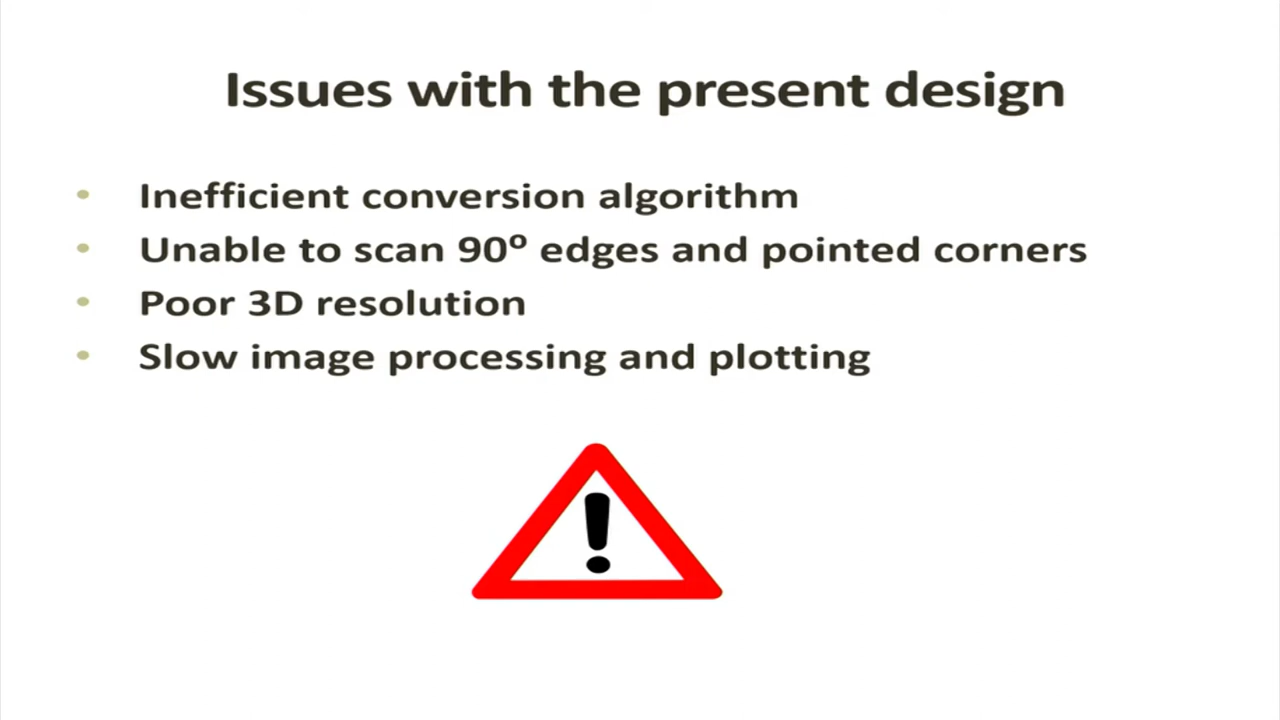 Issues with the present design
• Inefficient conversion algorithm
• Unable to scan 90º edges and pointed corners
• Poor 3D resolution
• Slow image processing and plotting